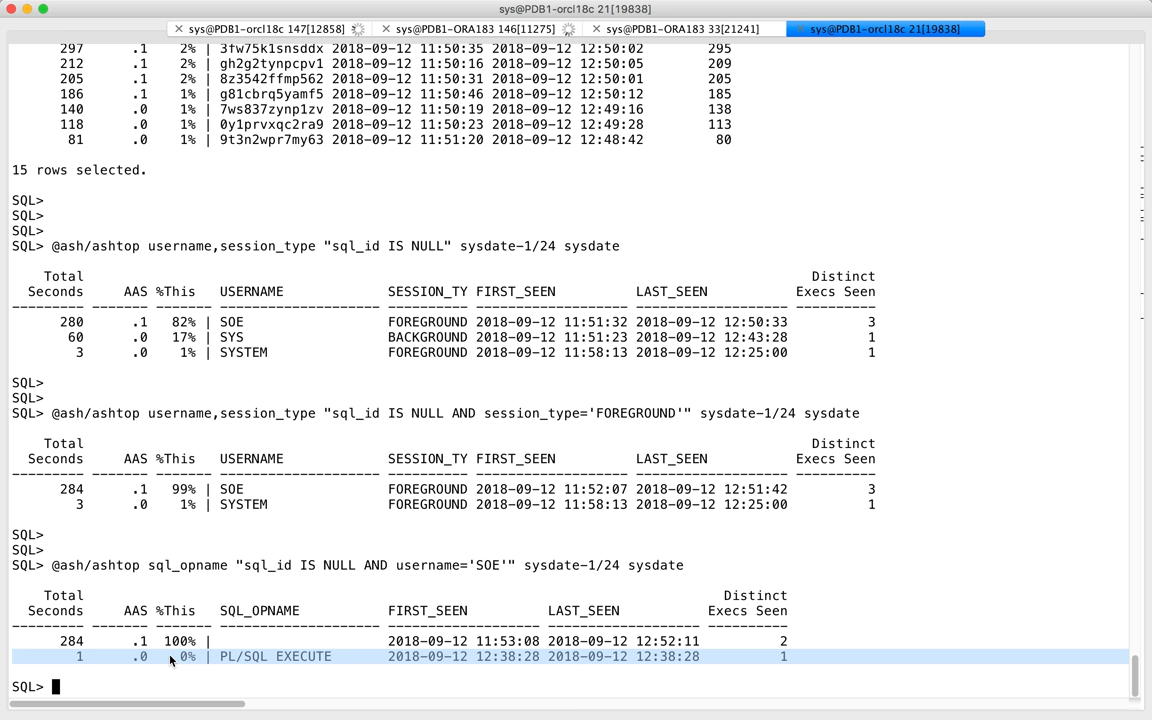 sys@PDB1-orcl18c 21[19838]
sys@PDB1-orcl18c 147[12858] sys@PDB1-ORA183 146[11275] sys@PDB1-ORA183 33[21241] sys@PDB1-orcl18c 21[19838]
297 .1 2% | 3fw75k1snsddx 2018-09-12 11:50:35 2018-09-12 12:50:02 295
212 .1 2% | gh2g2tynpcpv1 2018-09-12 11:50:16 2018-09-12 12:50:05 209
205 .1 2% | 8z3542ffmp562 2018-09-12 11:50:31 2018-09-12 12:50:01 205
186 .1 1% | g81cbrq5yamf5 2018-09-12 11:50:46 2018-09-12 12:50:12 185
140 .0 1% | 7ws837zynp1zv 2018-09-12 11:50:19 2018-09-12 12:49:16 138
118 .0 1% | 0y1prvxqc2ra9 2018-09-12 11:50:23 2018-09-12 12:49:28 113
81 .0 1% | 9t3n2wpr7my63 2018-09-12 11:51:20 2018-09-12 12:48:42 80
15 rows selected.
SQL>
SQL>
SQL>
SQL> @ash/ashtop username,session_type "sql_id IS NULL" sysdate-1/24 sysdate
Total Distinct
Seconds AAS %This USERNAME SESSION_TY FIRST_SEEN LAST_SEEN Execs Seen
280 .1 82% | SOE FOREGROUND 2018-09-12 11:51:32 2018-09-12 12:50:33 3
60 .0 17% | SYS BACKGROUND 2018-09-12 11:51:23 2018-09-12 12:43:28 1
3 .0 1% | SYSTEM FOREGROUND 2018-09-12 11:58:13 2018-09-12 12:25:00 1
SQL>
SQL>
SQL> @ash/ashtop username,session_type "sql_id IS NULL AND session_type='FOREGROUND'" sysdate-1/24 sysdate
Total Distinct
Seconds AAS %This USERNAME SESSION_TY FIRST_SEEN LAST_SEEN Execs Seen
284 .1 99% | SOE FOREGROUND 2018-09-12 11:52:07 2018-09-12 12:51:42 3
3 .0 1% | SYSTEM FOREGROUND 2018-09-12 11:58:13 2018-09-12 12:25:00 1
SQL>
SQL>
SQL> @ash/ashtop sql_opname "sql_id IS NULL AND username='SOE'" sysdate-1/24 sysdate
Total Distinct
Seconds AAS %This SQL_OPNAME FIRST_SEEN LAST_SEEN Execs Seen
284 .1 100% | 2018-09-12 11:53:08 2018-09-12 12:52:11 2
1 .0 0% | PL/SQL EXECUTE 2018-09-12 12:38:28 2018-09-12 12:38:28 1
SQL>